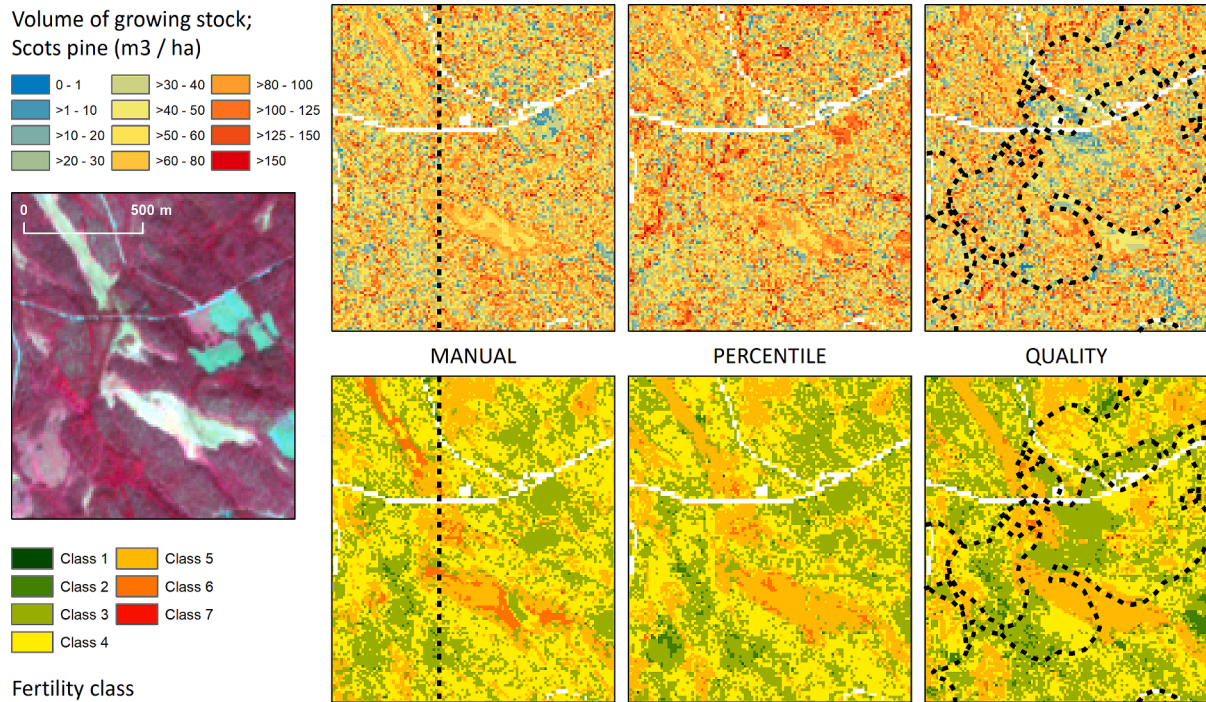 Volume of growing stock;
Scots pine (m3 / ha)
0 - 1 >30 - 40 >80 - 100
>1 - 10 >40 - 50 >100 - 125
>10 - 20 >50 - 60 >125 - 150
>20 - 30 >60 - 80 >150
0 500 m
MANUAL PERCENTILE QUALITY
Class 1 Class 5
Class 2 Class 6
Class 3 Class 7
Class 4
Fertility class